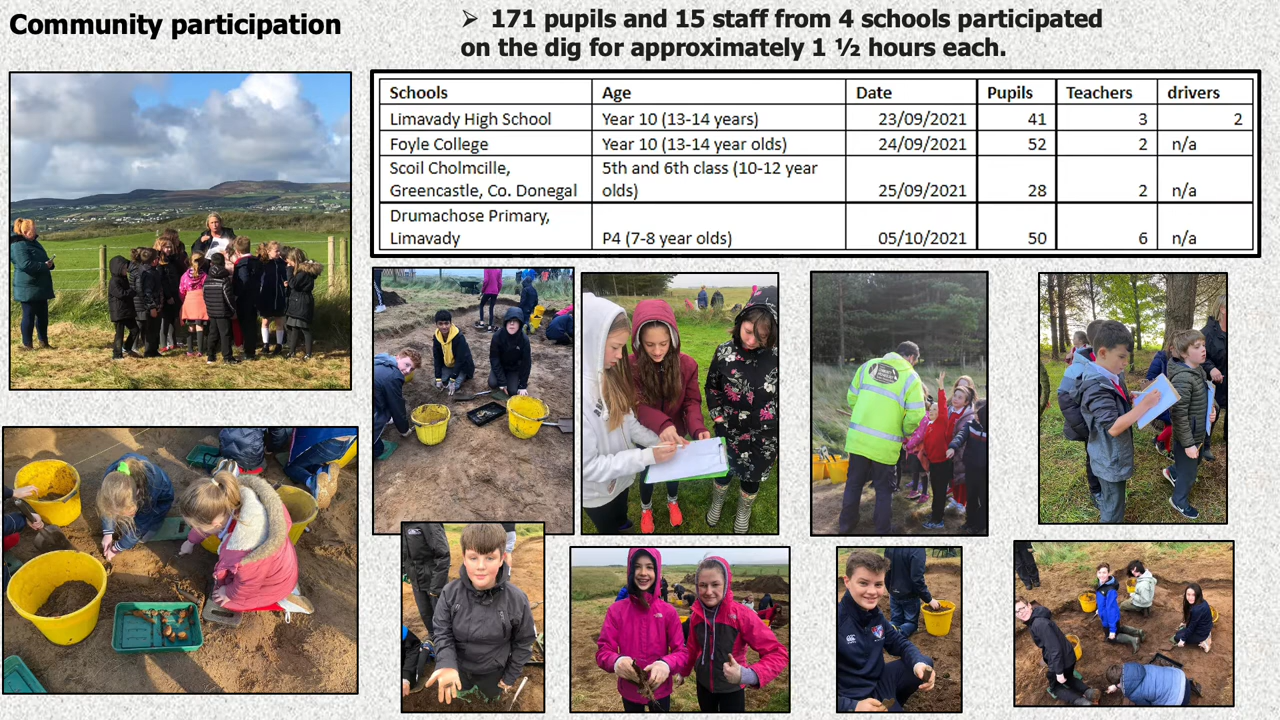 Community participation
➢ 171 pupils and 15 staff from 4 schools participated
on the dig for approximately 1 ½ hours each.
Schools Age Date Pupils Teachers drivers
Limavady High School Year 10 (13-14 years) 23/09/2021 41 3 2
Foyle College Year 10 (13-14 year olds) 24/09/2021 52 2 n/a
Scoil Cholmcille,
Greencastle, Co. Donegal 5th and 6th class (10-12 year
olds) 25/09/2021 28 2 n/a
Drumachose Primary,
Limavady P4 (7-8 year olds) 05/10/2021 50 6 n/a